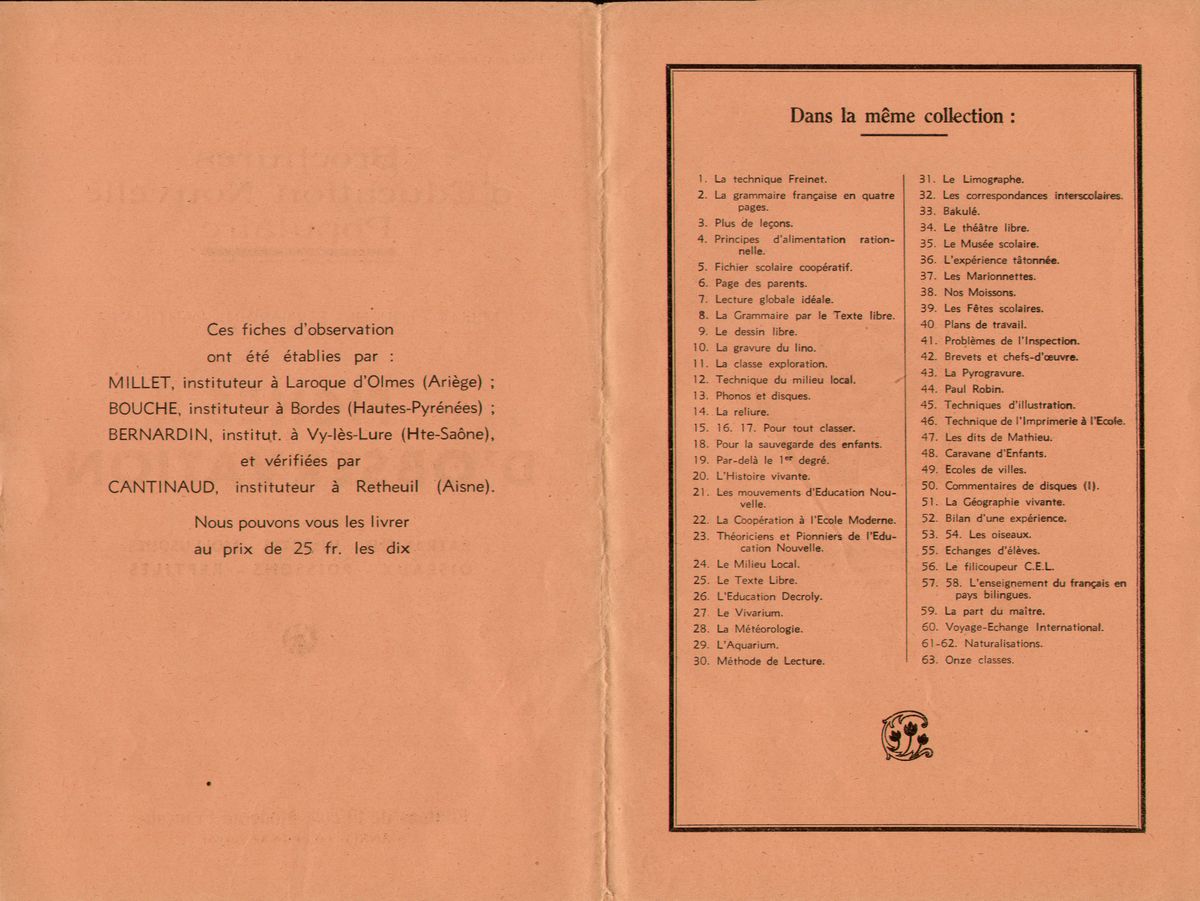 Ces fiches d'observation
ont été établies par :
MILLET, instituteur à Laroque d'Olmes (Ariège) ;
BOUCHE, instituteur à Bordes (Hautes-Pyrénées) ;
BERNARDIN, institut. à Vy-lès-Lure (Hte-Saône),
et vérifiées par
CANTINAUD, instituteur à Retheuil (Aisne).
Nous pouvons vous les livrer
au prix de 25 fr. les dix
Dans la même collection :
1. La technique Freinet.
2. La grammaire française en quatre
pages.
3. Plus de leçons.
4. Principes d'alimentation ration-
nelle.
5. Fichier scolaire coopératif.
6. Page des parents.
7. Lecture globale idéale.
8. La Grammaire par le Texte libre.
9. Le dessin libre.
10. La gravure du lino.
11. La classe exploration.
12. Technique du milieu local.
13. Phonos et disques.
14. La reliure.
15. 16. 17. Pour tout classer.
18. Pour la sauvegarde des enfants.
19. Par-delà le 1er degré.
20. L'Histoire vivante.
21. Les mouvements d'Education Nou-
velle.
22. La Coopération à l'Ecole Moderne.
23. Théoriciens et Pionniers de l'Edu-
cation Nouvelle.
24. Le Milieu Local.
25. Le Texte Libre.
26. L'Education Decroly.
27. Le Vivarium.
28. La Météorologie.
29. L'Aquarium.
30. Méthode de Lecture.
31. Le Limographe.
32. Les correspondances interscolaires.
33. Bakulé.
34. Le théâtre libre.
35. Le Musée scolaire.
36. L'expérience tâtonnée.
37. Les Marionnettes.
38. Nos Moissons.
39. Les Fêtes scolaires.
40. Plans de travail.
41. Problèmes de l'Inspection.
42. Brevets et chefs-d'œuvre.
43. La Pyrogravure.
44. Paul Robin.
45. Techniques d'illustration.
46. Technique de l'Imprimerie à l'Ecole.
47. Les dits de Mathieu.
48. Caravane d'Enfants.
49. Ecoles de villes.
50. Commentaires de disques (I).
51. La Géographie vivante.
52. Bilan d'une expérience.
53. 54. Les oiseaux.
55. Echanges d'élèves.
56. Le filicoupeur C.E.L.
57. 58. L'enseignement du français en
pays bilingues.
59. La part du maître.
60. Voyage-Echange International.
61-62. Naturalisations.
63. Onze classes.